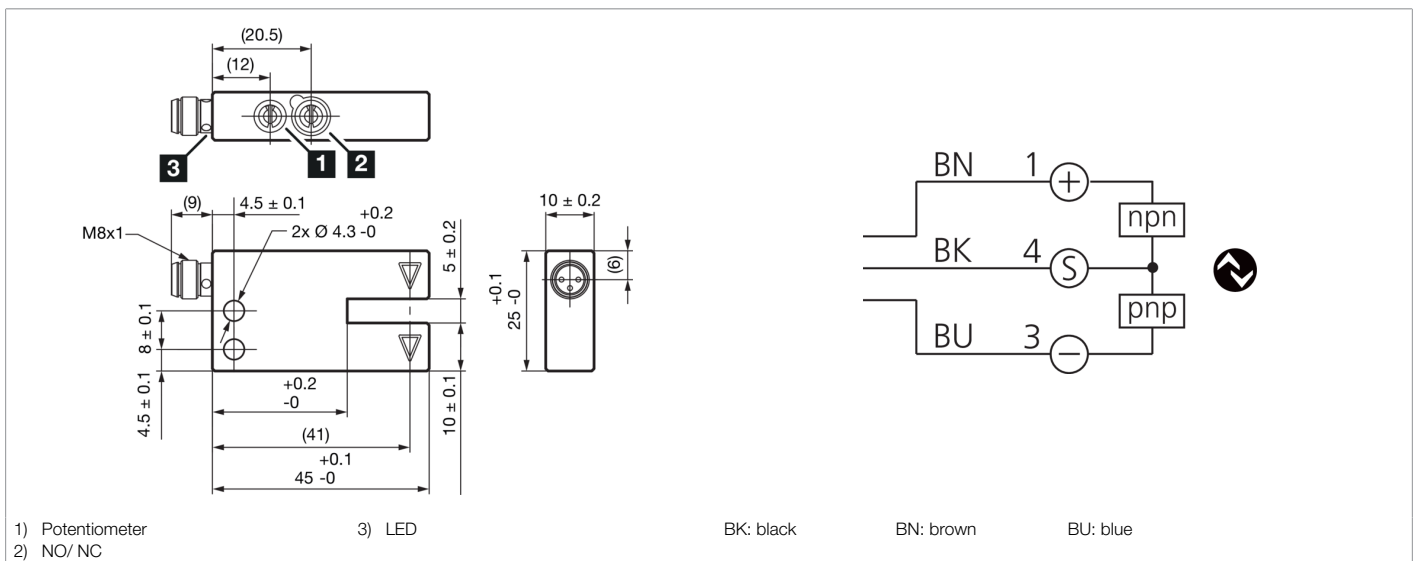 (20.5)
(12)
3
1
2
(9)
4.5 ± 0.1
+0.2
2x Ø 4.3 -0
M8x1
5 ± 0.2
8 ± 0.1
4.5 ± 0.1
+0.2
-0
10 ± 0.1
(41)
+0.1
45 -0
10 ± 0.2
(6)
+0.1
25 -0
BN 1 +
npn
BK 4 S
pnp
BU 3 −
1) Potentiometer 3) LED BK: black BN: brown BU: blue
2) NO/ NC